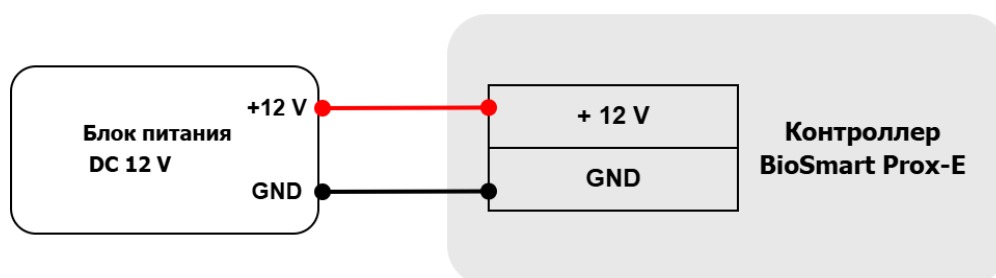 +12 V
Блок питания
DC 12 V
GND
+ 12 V
GND
Контроллер
BioSmart Prox-E